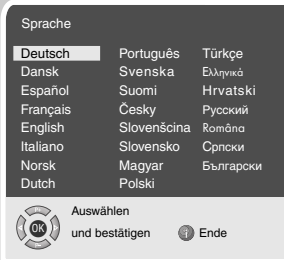 Sprache
Deutsch Português Türkçe
Dansk Svenska Ελληνικά
Español Suomi Hrvatski
Français Česky Русский
English Slovenščina Româna
Italiano Slovensko Српски
Norsk Magyar Български
Dutch Polski
Auswählen
OK und bestätigen i Ende